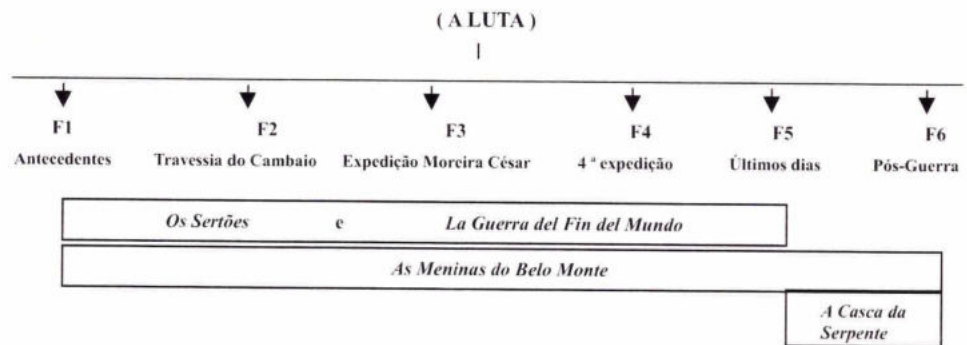 ( A LUTA )
F1 F2 F3 F4 F5 F6
Antecedentes Travessia do Cambaio Expedição Moreira César 4 ª expedição Últimos dias Pós-Guerra
Os Sertões e La Guerra del Fin del Mundo
As Meninas do Belo Monte
A Casca da
Serpente